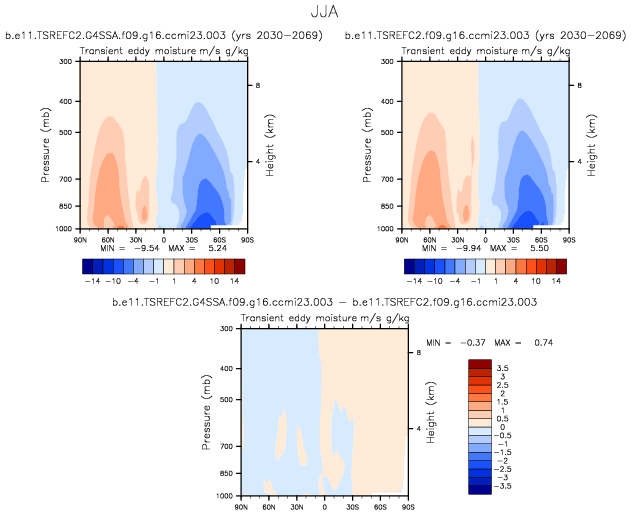 JJA
b.e11.TSREFC2.G4SSA.f09.g16.ccmi23.003 (yrs 2030-2069)
Transient eddy moisture m/s g/kg
300
400
500
700
850
1000
Pressure (mb)
8
4
Height (km)
90N 60N 30N 0 30S 60S 90S
MIN = -9.54 MAX = 5.24
-14 -10 -6 -4 -2 -1 1 2 4 6 10 14
b.e11.TSREFC2.f09.g16.ccmi23.003 (yrs 2030-2069)
Transient eddy moisture m/s g/kg
300
400
500
700
850
1000
Pressure (mb)
8
4
Height (km)
90N 60N 30N 0 30S 60S 90S
MIN = -9.94 MAX = 5.50
-14 -10 -6 -4 -2 -1 1 2 4 6 10 14
b.e11.TSREFC2.G4SSA.f09.g16.ccmi23.003 - b.e11.TSREFC2.f09.g16.ccmi23.003
Transient eddy moisture m/s g/kg
300
400
500
700
850
1000
Pressure (mb)
8
4
Height (km)
90N 60N 30N 0 30S 60S 90S
MIN = -0.37 MAX = 0.74
3.5
3
2.5
2
1.5
1
0.5
0
-0.5
-1
-1.5
-2
-2.5
-3
-3.5